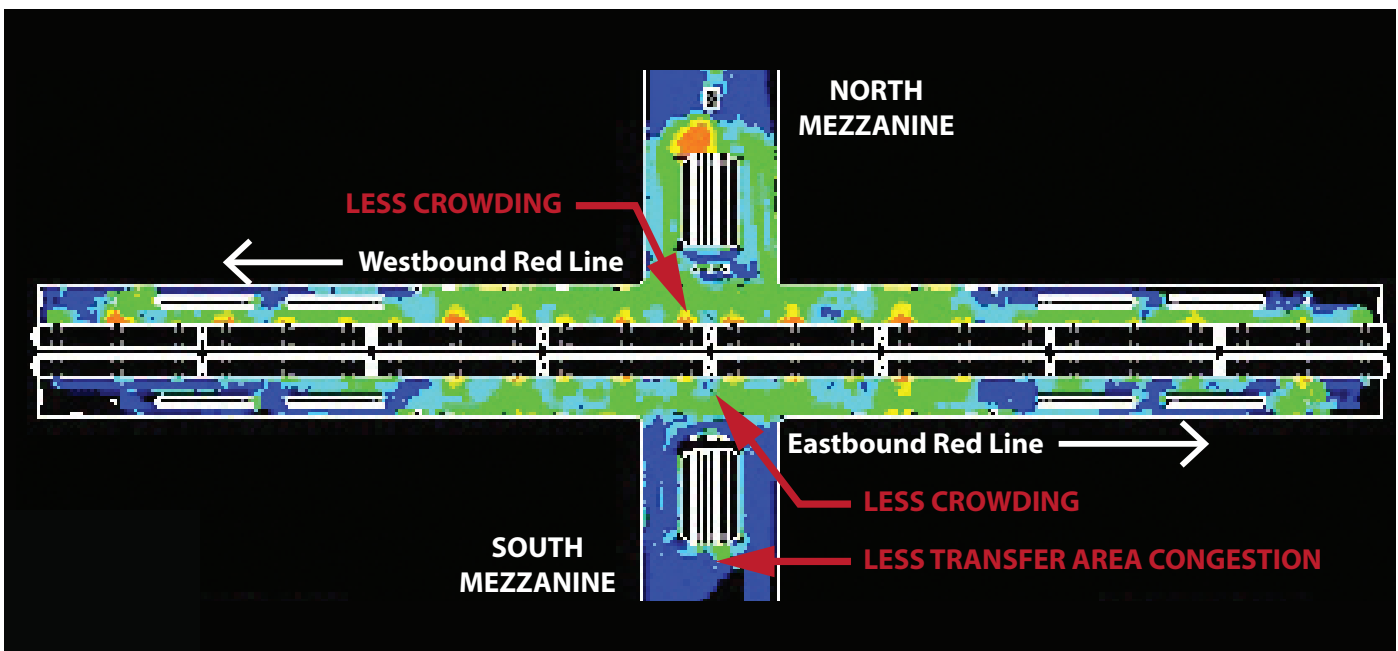 NORTH
MEZZANINE
LESS CROWDING
Westbound Red Line
Eastbound Red Line
LESS CROWDING
SOUTH
MEZZANINE
LESS TRANSFER AREA CONGESTION